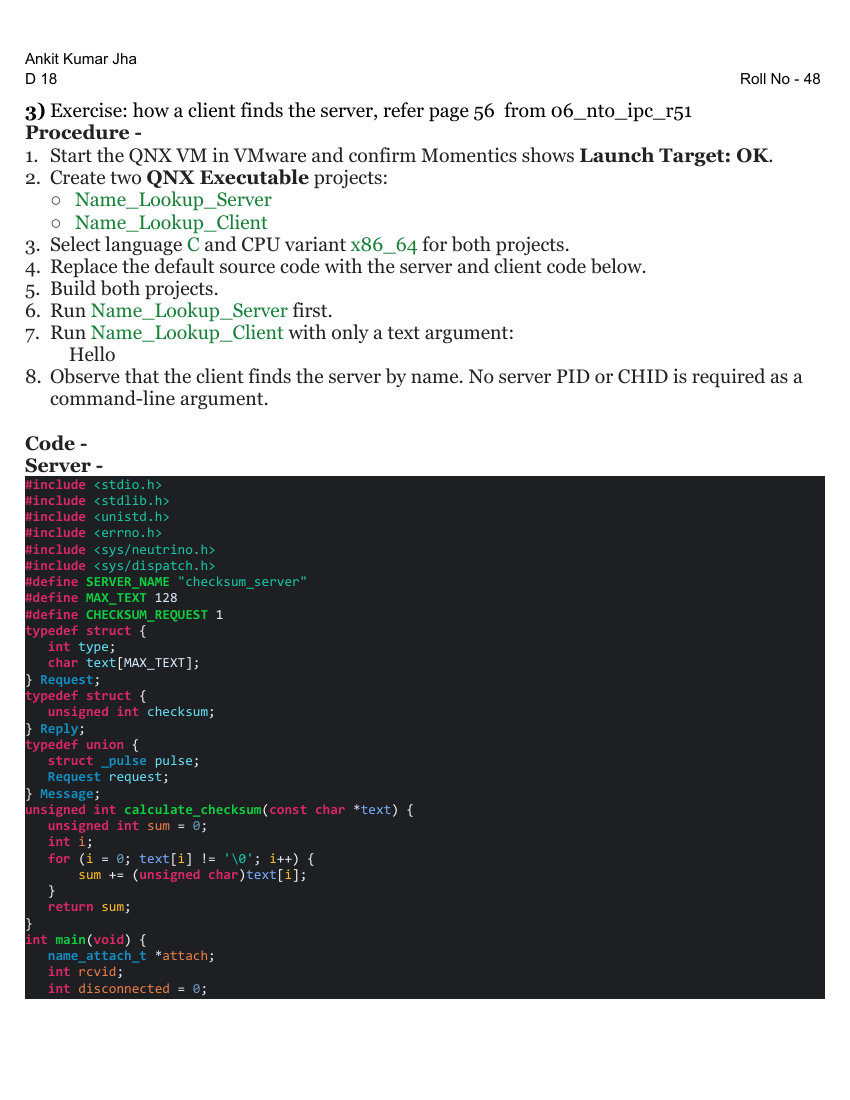 Ankit Kumar Jha
D 18
Roll No - 48
3) Exercise: how a client finds the server, refer page 56  from 06_nto_ipc_r51
Procedure -
1. Start the QNX VM in VMware and confirm Momentics shows Launch Target: OK.
2. Create two QNX Executable projects:
○ Name_Lookup_Server
○ Name_Lookup_Client
3. Select language C and CPU variant x86_64 for both projects.
4. Replace the default source code with the server and client code below.
5. Build both projects.
6. Run Name_Lookup_Server first.
7. Run Name_Lookup_Client with only a text argument:
Hello
8. Observe that the client finds the server by name. No server PID or CHID is required as a
command-line argument.
Code -
Server -
#include <stdio.h>
#include <stdlib.h>
#include <unistd.h>
#include <errno.h>
#include <sys/neutrino.h>
#include <sys/dispatch.h>
#define SERVER_NAME "checksum_server"
#define MAX_TEXT 128
#define CHECKSUM_REQUEST 1
typedef struct {
   int type;
   char text[MAX_TEXT];
} Request;
typedef struct {
   unsigned int checksum;
} Reply;
typedef union {
   struct _pulse pulse;
   Request request;
} Message;
unsigned int calculate_checksum(const char *text) {
   unsigned int sum = 0;
   int i;
   for (i = 0; text[i] != '\0'; i++) {
       sum += (unsigned char)text[i];
   }
   return sum;
}
int main(void) {
   name_attach_t *attach;
   int rcvid;
   int disconnected = 0;